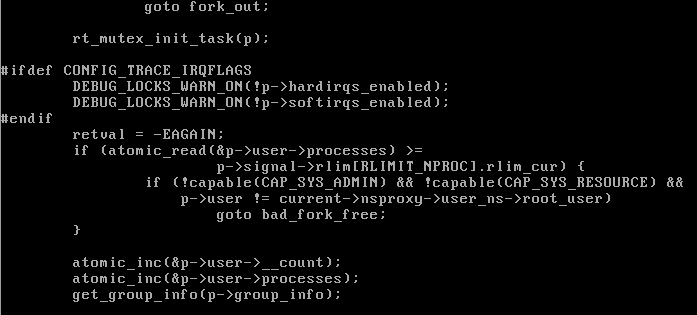 goto fork_out;
rt_mutex_init_task(p);
#ifdef CONFIG_TRACE_IRQFLAGS
DEBUG_LOCKS_WARN_ON(!p->hardirqs_enabled);
DEBUG_LOCKS_WARN_ON(!p->softirqs_enabled);
#endif
retval = -EAGAIN;
if (atomic_read(&p->user->processes) >=
p->signal->rlim[RLIMIT_NPROC].rlim_cur) {
if (!capable(CAP_SYS_ADMIN) && !capable(CAP_SYS_RESOURCE) &&
p->user != current->nsproxy->user_ns->root_user)
goto bad_fork_free;
}
atomic_inc(&p->user->__count);
atomic_inc(&p->user->processes);
get_group_info(p->group_info);